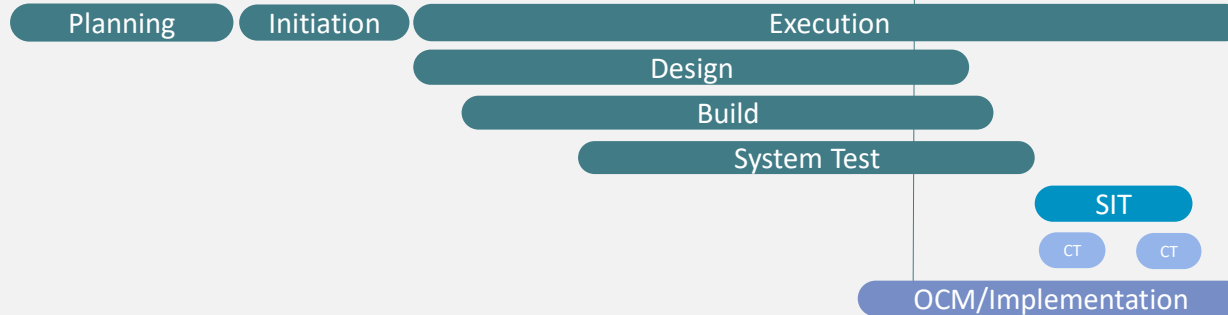 Planning Initiation Execution
Design
Build
System Test
SIT
CT CT
OCM/Implementation